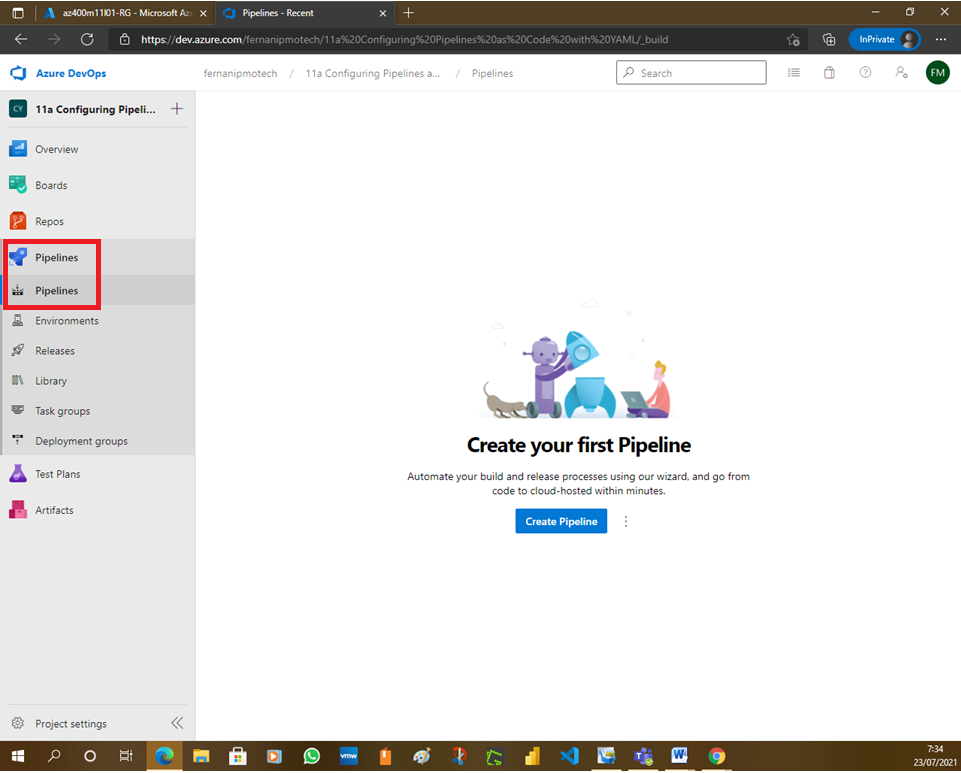 az400m11l01-RG - Microsoft Az
Pipelines - Recent
https://dev.azure.com/fernanipmotech/11a%20Configuring%20Pipelines%20as%20Code%20with%20YAML/_build
InPrivate
Azure DevOps
fernanipmotech / 11a Configuring Pipelines a... / Pipelines
Search
FM
CY
11a Configuring Pipeli...
Overview
Boards
Repos
Pipelines
Pipelines
Environments
Releases
Library
Task groups
Deployment groups
Test Plans
Artifacts
Create your first Pipeline
Automate your build and release processes using our wizard, and go from
code to cloud-hosted within minutes.
Create Pipeline
Project settings
vmw
7:34
23/07/2021